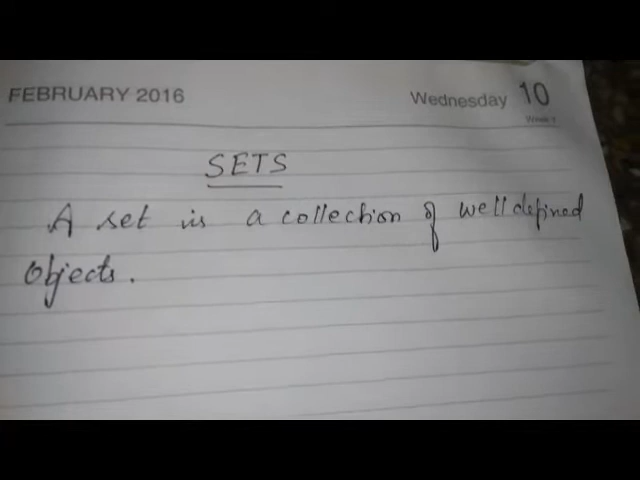 FEBRUARY 2016
Wednesday 10
SETS
A set is a collection of well defined
objects.